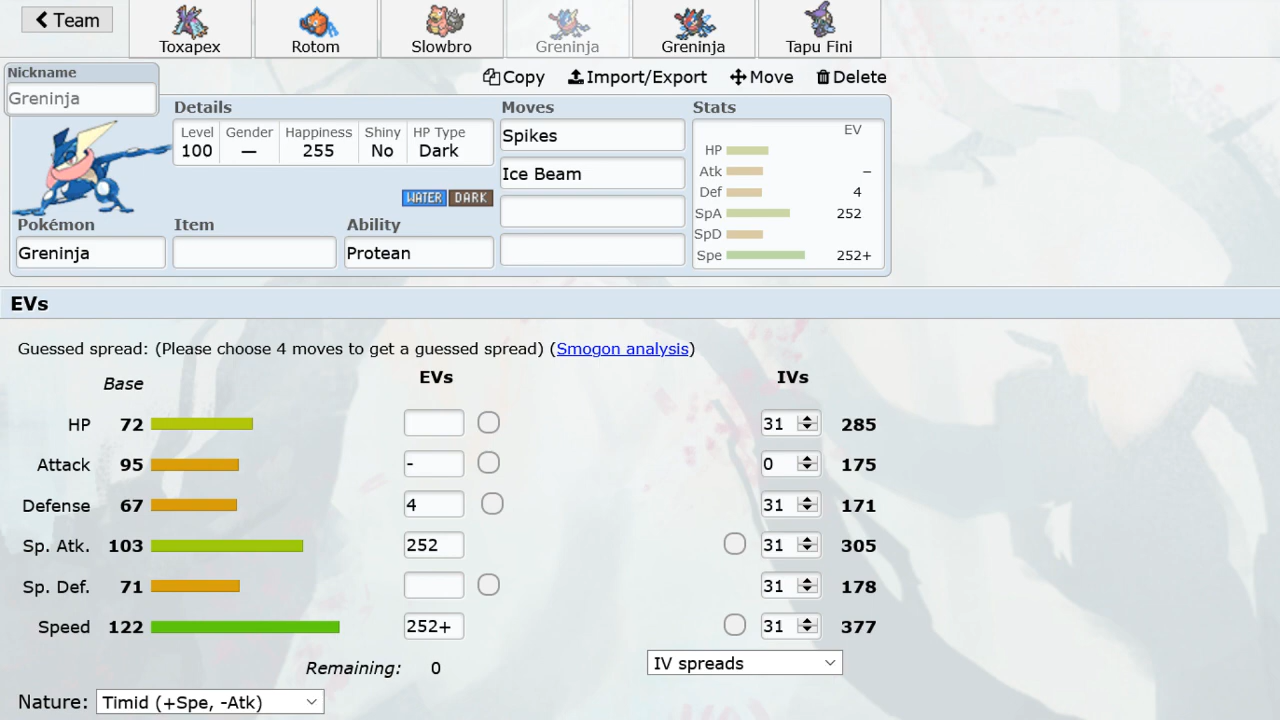 Team
Toxapex
Rotom
Slowbro
Greninja
Greninja
Tapu Fini
Nickname
Greninja
Copy
Import/Export
Move
Delete
Details
Moves
Stats
Level
Gender
Happiness
Shiny
HP Type
100
—
255
No
Dark
WATER DARK
Pokémon
Item
Ability
Greninja
Protean
Spikes
Ice Beam
EV
HP
Atk –
Def 4
SpA 252
SpD
Spe 252+
EVs
Guessed spread: (Please choose 4 moves to get a guessed spread) (Smogon analysis)
Base EVs IVs
HP 72 31 285
Attack 95 - 0 175
Defense 67 4 31 171
Sp. Atk. 103 252 31 305
Sp. Def. 71 31 178
Speed 122 252+ 31 377
Remaining: 0 IV spreads
Nature: Timid (+Spe, -Atk)